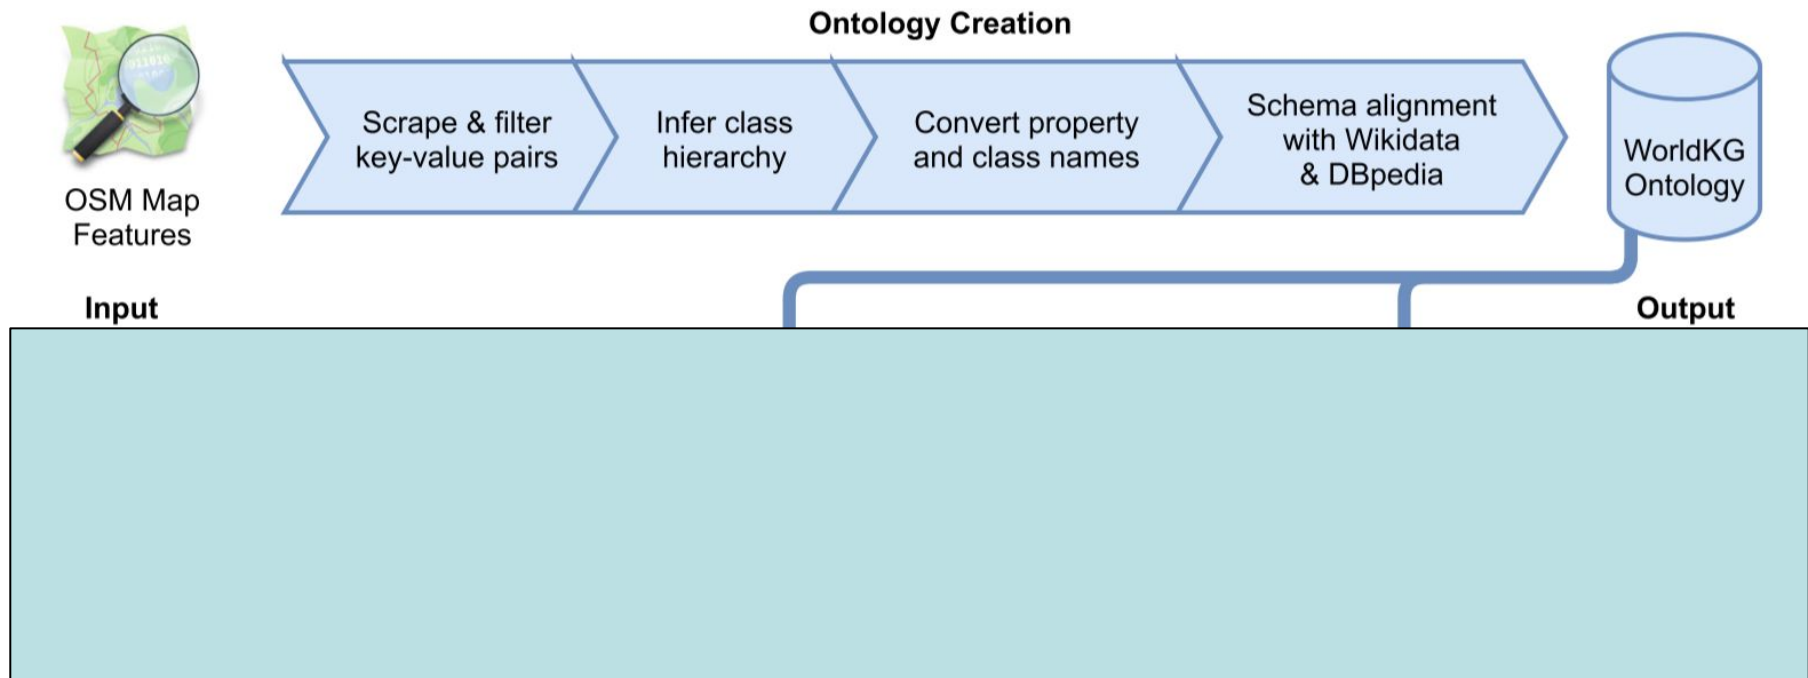 Ontology Creation
OSM Map
Features
Scrape & filter
key-value pairs
Infer class
hierarchy
Convert property
and class names
Schema alignment
with Wikidata
& DBpedia
WorldKG
Ontology
Input
Output